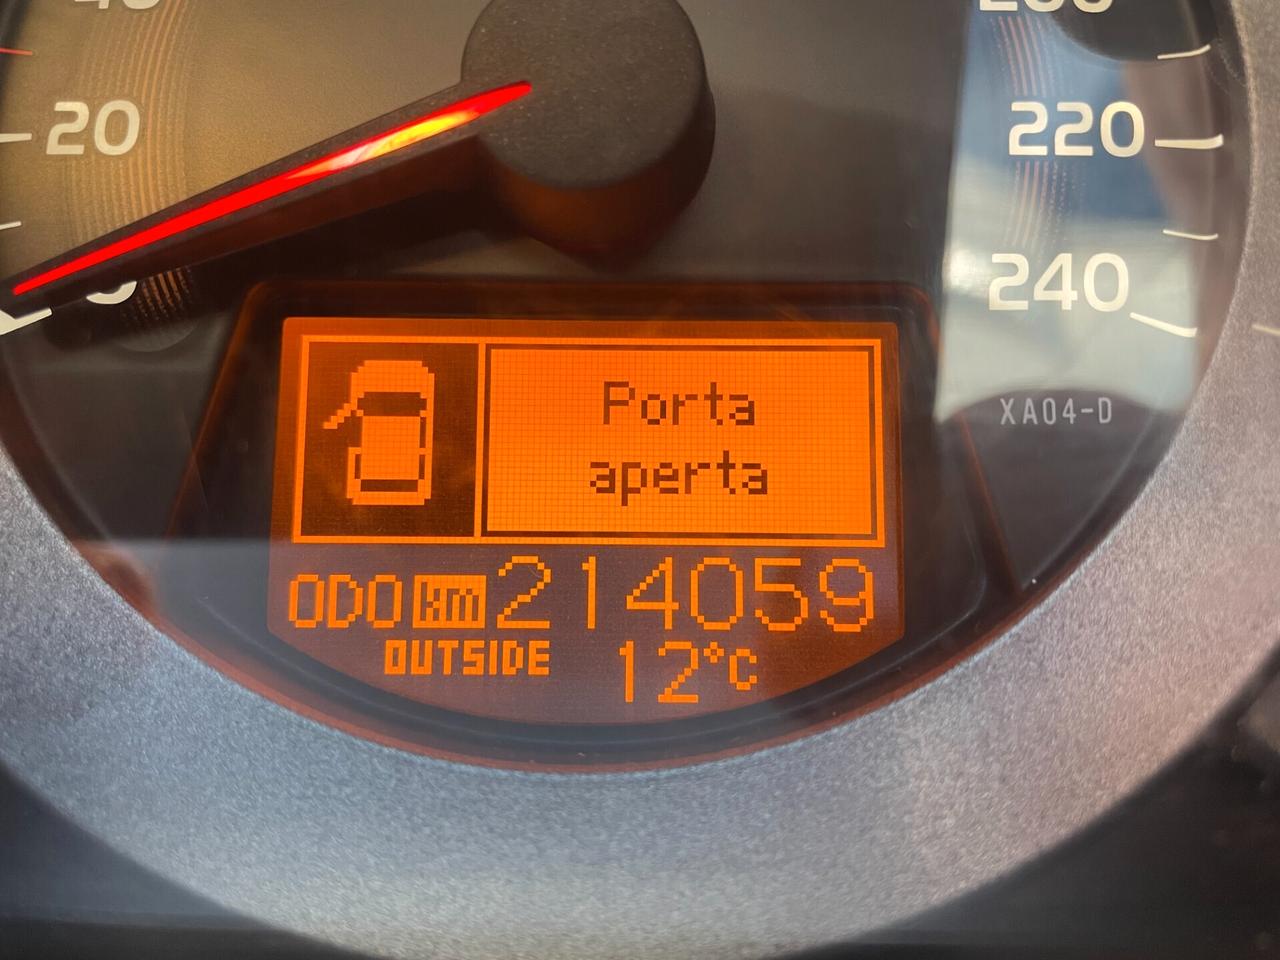 20
220
240
XA04-D
Porta
aperta
ODO km 214059
OUTSIDE 12°C